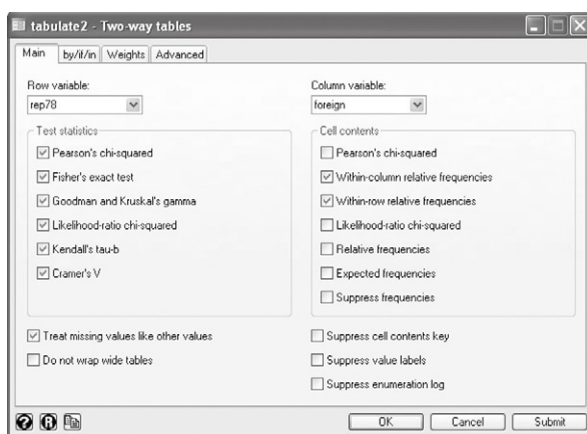 tabulate2 - Two-way tables
Main by/if/in Weights Advanced
Row variable:
rep78
Column variable:
foreign
Test statistics
Pearson's chi-squared
Fisher's exact test
Goodman and Kruskal's gamma
Likelihood-ratio chi-squared
Kendall's tau-b
Cramer's V
Cell contents
Pearson's chi-squared
Within-column relative frequencies
Within-row relative frequencies
Likelihood-ratio chi-squared
Relative frequencies
Expected frequencies
Suppress frequencies
Treat missing values like other values
Do not wrap wide tables
Suppress cell contents key
Suppress value labels
Suppress enumeration log
? R OK Cancel Submit